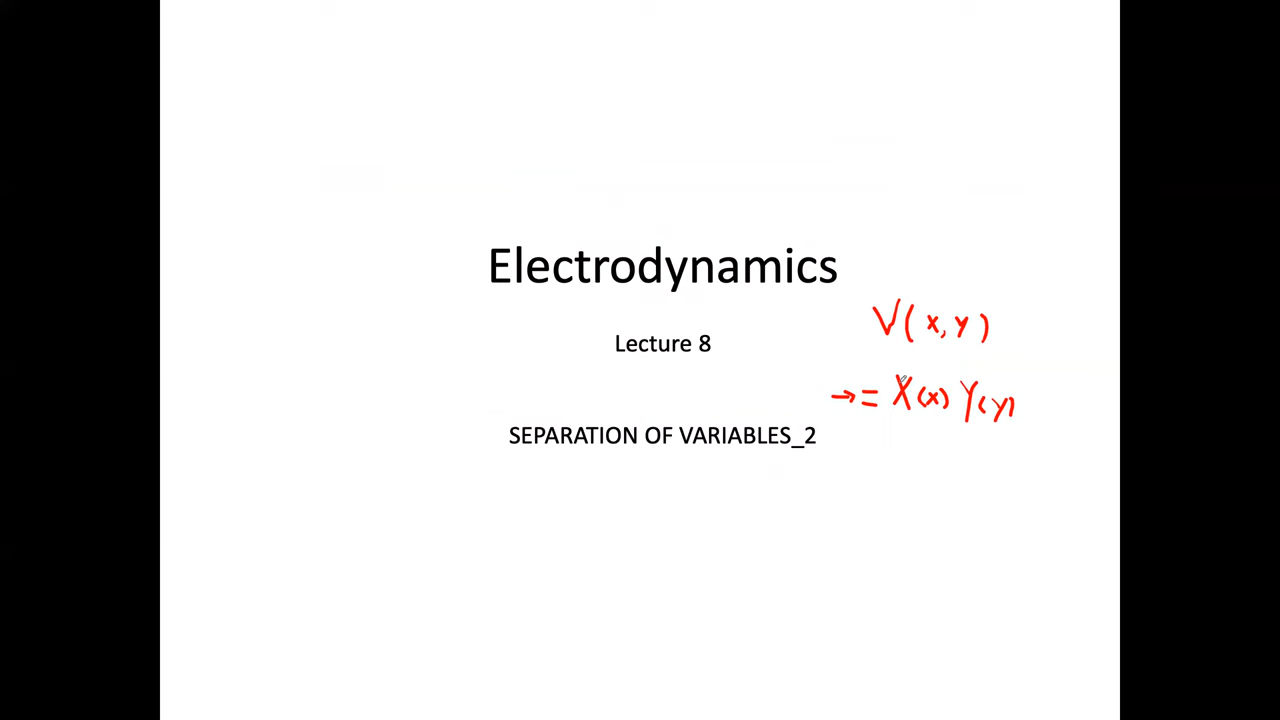 Electrodynamics
V(x,y)
Lecture 8
→= X(x) Y(y)
SEPARATION OF VARIABLES_2